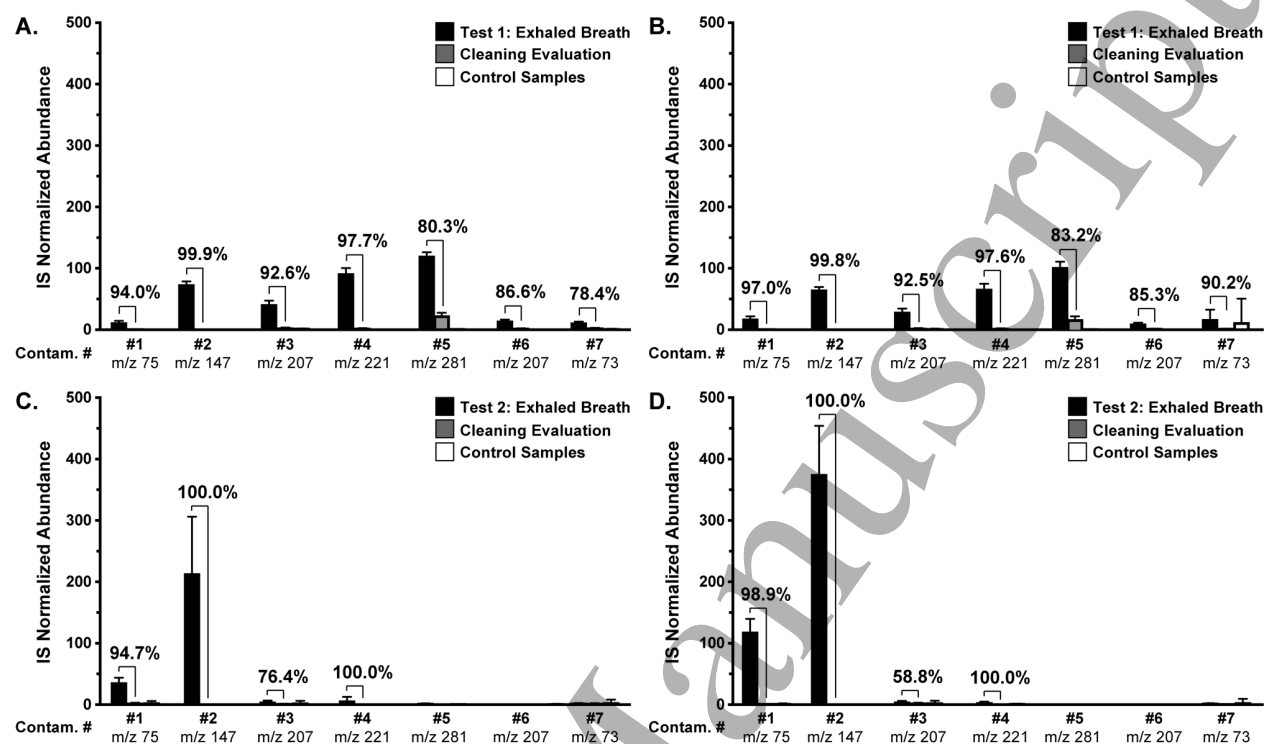 A.
500
400
300
200
100
0
IS Normalized Abundance
Test 1: Exhaled Breath
Cleaning Evaluation
Control Samples
94.0%
99.9%
92.6%
97.7%
80.3%
86.6%
78.4%
Contam. #
#1 #2 #3 #4 #5 #6 #7
m/z 75 m/z 147 m/z 207 m/z 221 m/z 281 m/z 207 m/z 73
B.
500
400
300
200
100
0
IS Normalized Abundance
Test 1: Exhaled Breath
Cleaning Evaluation
Control Samples
97.0%
99.8%
92.5%
97.6%
83.2%
85.3%
90.2%
Contam. #
#1 #2 #3 #4 #5 #6 #7
m/z 75 m/z 147 m/z 207 m/z 221 m/z 281 m/z 207 m/z 73
C.
500
400
300
200
100
0
IS Normalized Abundance
Test 2: Exhaled Breath
Cleaning Evaluation
Control Samples
94.7%
100.0%
76.4%
100.0%
Contam. #
#1 #2 #3 #4 #5 #6 #7
m/z 75 m/z 147 m/z 207 m/z 221 m/z 281 m/z 207 m/z 73
D.
500
400
300
200
100
0
IS Normalized Abundance
Test 2: Exhaled Breath
Cleaning Evaluation
Control Samples
98.9%
100.0%
58.8%
100.0%
Contam. #
#1 #2 #3 #4 #5 #6 #7
m/z 75 m/z 147 m/z 207 m/z 221 m/z 281 m/z 207 m/z 73